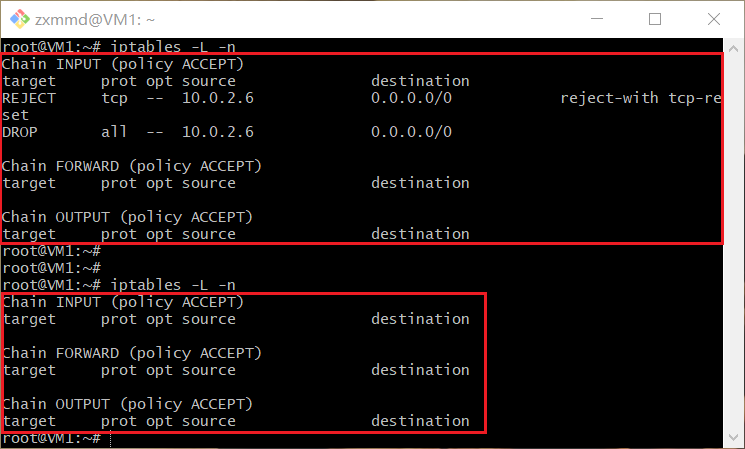 zxmmd@VM1: ~
root@VM1:~# iptables -L -n
Chain INPUT (policy ACCEPT)
target     prot opt source               destination
REJECT     tcp  --  10.0.2.6             0.0.0.0/0            reject-with tcp-re
set
DROP       all  --  10.0.2.6             0.0.0.0/0
Chain FORWARD (policy ACCEPT)
target     prot opt source               destination
Chain OUTPUT (policy ACCEPT)
target     prot opt source               destination
root@VM1:~#
root@VM1:~#
root@VM1:~# iptables -L -n
Chain INPUT (policy ACCEPT)
target     prot opt source               destination
Chain FORWARD (policy ACCEPT)
target     prot opt source               destination
Chain OUTPUT (policy ACCEPT)
target     prot opt source               destination
root@VM1:~#